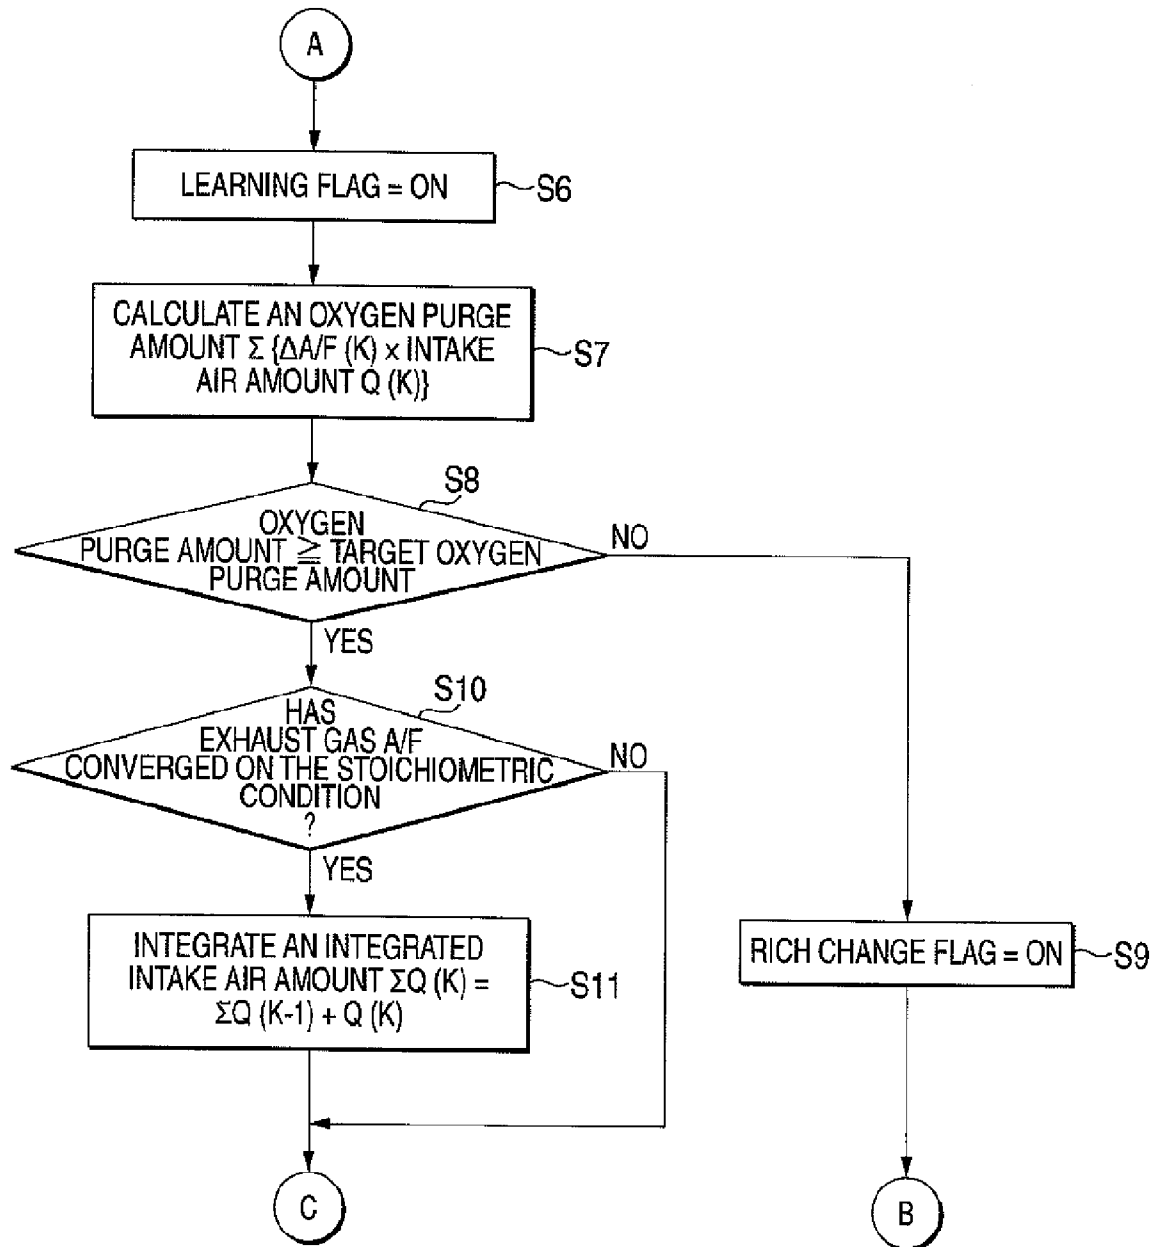 A
LEARNING FLAG = ON
S6
CALCULATE AN OXYGEN PURGE
AMOUNT Σ {ΔA/F (K) × INTAKE
AIR AMOUNT Q (K)}
S7
S8
OXYGEN
PURGE AMOUNT ≧ TARGET OXYGEN
PURGE AMOUNT
NO
YES
S10
HAS
EXHAUST GAS A/F
CONVERGED ON THE STOICHIOMETRIC
CONDITION
?
NO
YES
INTEGRATE AN INTEGRATED
INTAKE AIR AMOUNT ΣQ (K) =
ΣQ (K-1) + Q (K)
S11
RICH CHANGE FLAG = ON
S9
C
B